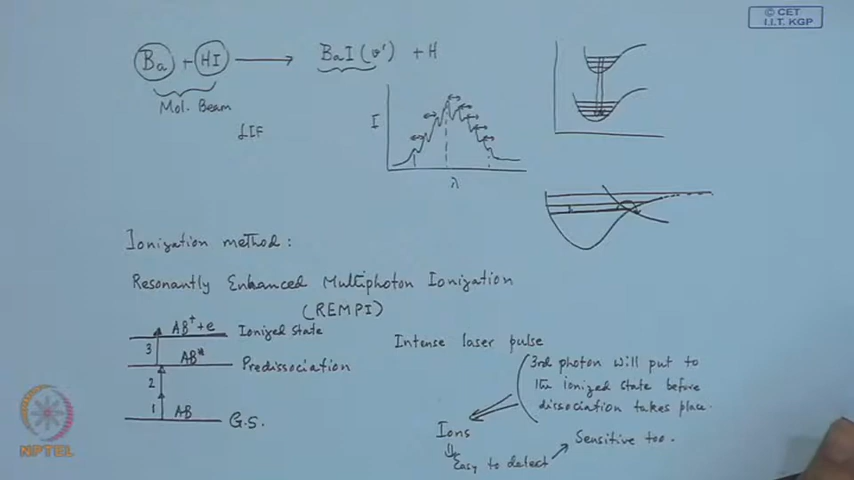 © CET
I.I.T. KGP
Ba + HI → BaI (v') + H
Mol. Beam
LIF
I
λ
Ionization method:
Resonantly Enhanced Multiphoton Ionization
(REMPI)
AB⁺ + e Ionized state
3
AB* Predissociation
2
1
AB G.S.
Intense laser pulse
3rd photon will put to
the ionized state before
dissociation takes place.
Ions
Easy to detect
Sensitive too.
NPTEL